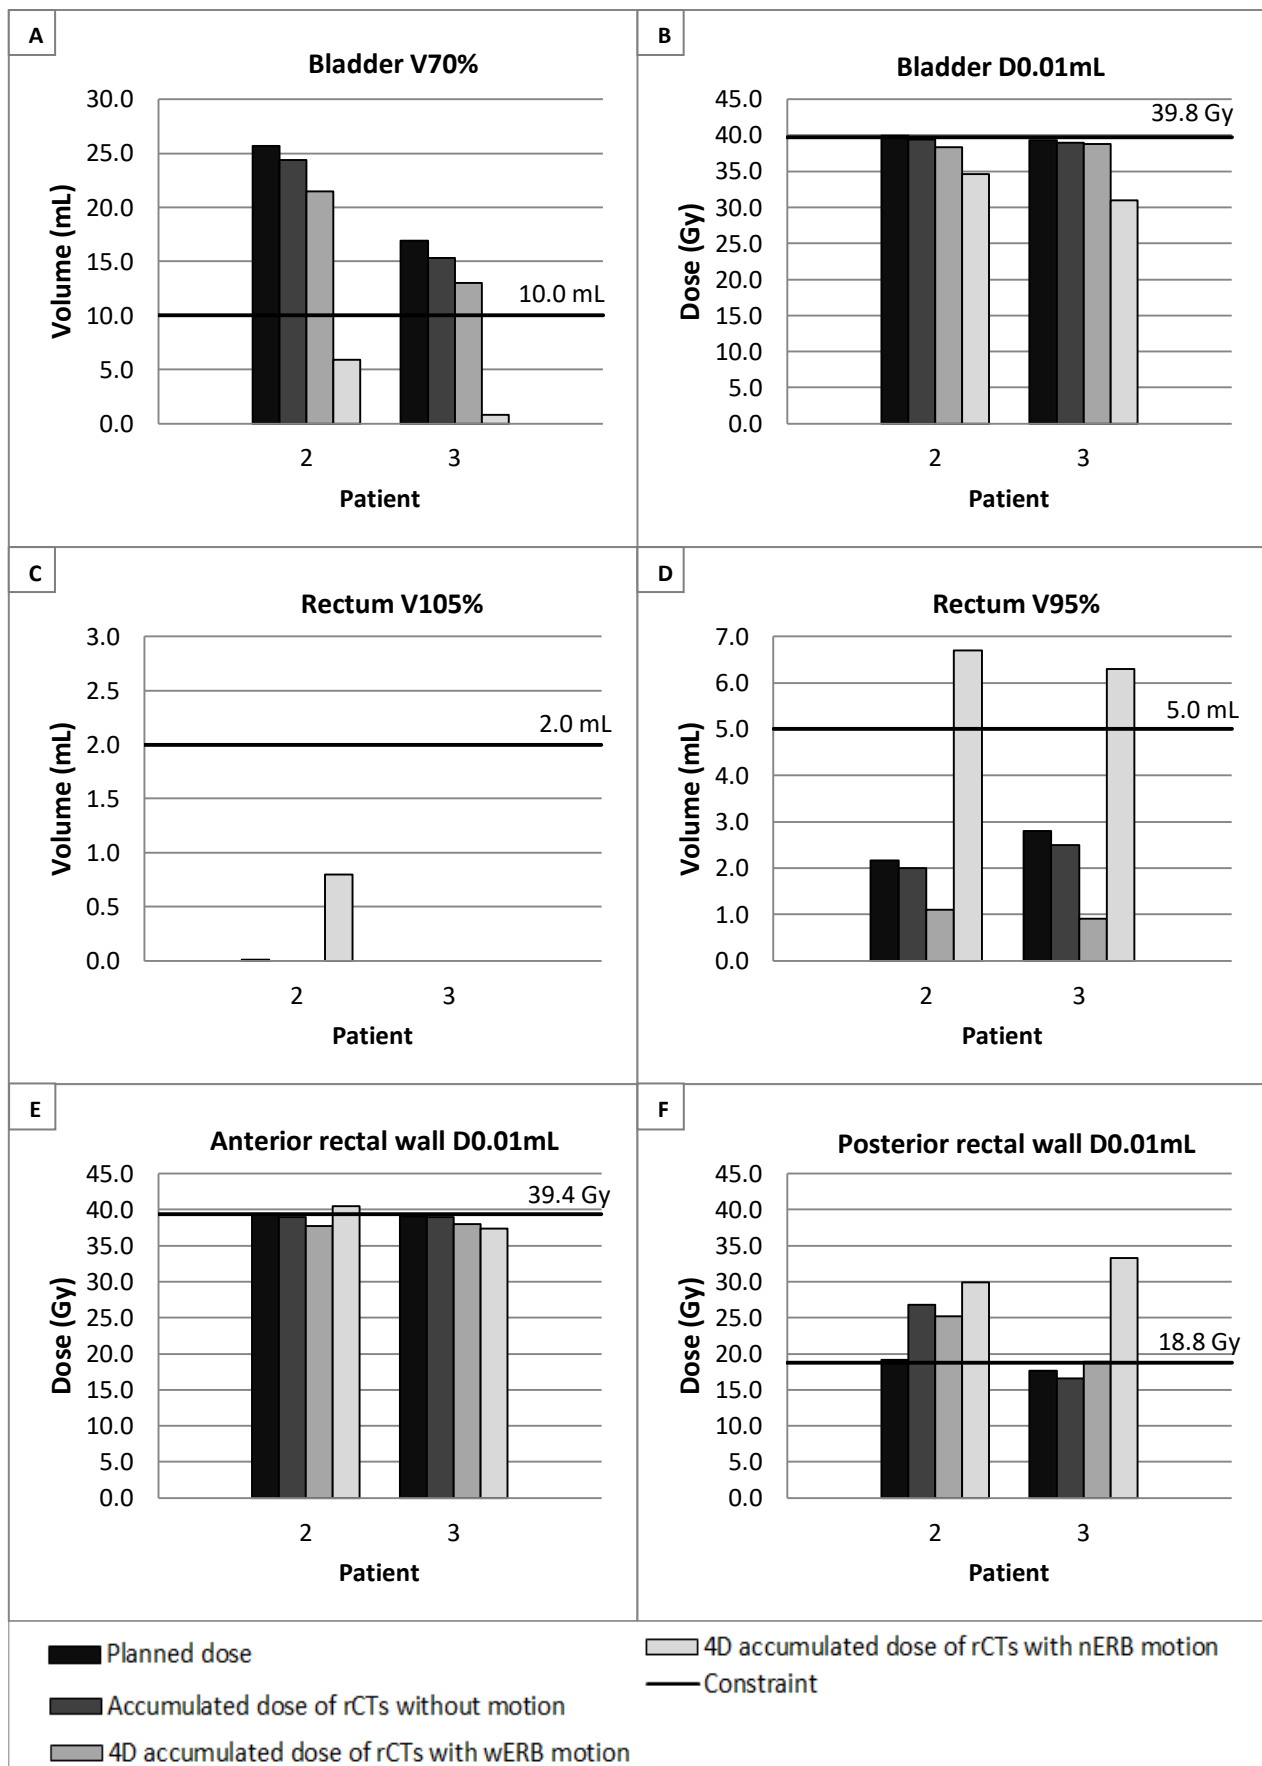 A
Bladder V70%
30.0
25.0
20.0
15.0
10.0
5.0
0.0
Volume (mL)
10.0 mL
2
3
Patient
B
Bladder D0.01mL
45.0
40.0
35.0
30.0
25.0
20.0
15.0
10.0
5.0
0.0
Dose (Gy)
39.8 Gy
2
3
Patient
C
Rectum V105%
3.0
2.5
2.0
1.5
1.0
0.5
0.0
Volume (mL)
2.0 mL
2
3
Patient
D
Rectum V95%
7.0
6.0
5.0
4.0
3.0
2.0
1.0
0.0
Volume (mL)
5.0 mL
2
3
Patient
E
Anterior rectal wall D0.01mL
45.0
40.0
35.0
30.0
25.0
20.0
15.0
10.0
5.0
0.0
Dose (Gy)
39.4 Gy
2
3
Patient
F
Posterior rectal wall D0.01mL
45.0
40.0
35.0
30.0
25.0
20.0
15.0
10.0
5.0
0.0
Dose (Gy)
18.8 Gy
2
3
Patient
Planned dose
Accumulated dose of rCTs without motion
4D accumulated dose of rCTs with wERB motion
4D accumulated dose of rCTs with nERB motion
Constraint